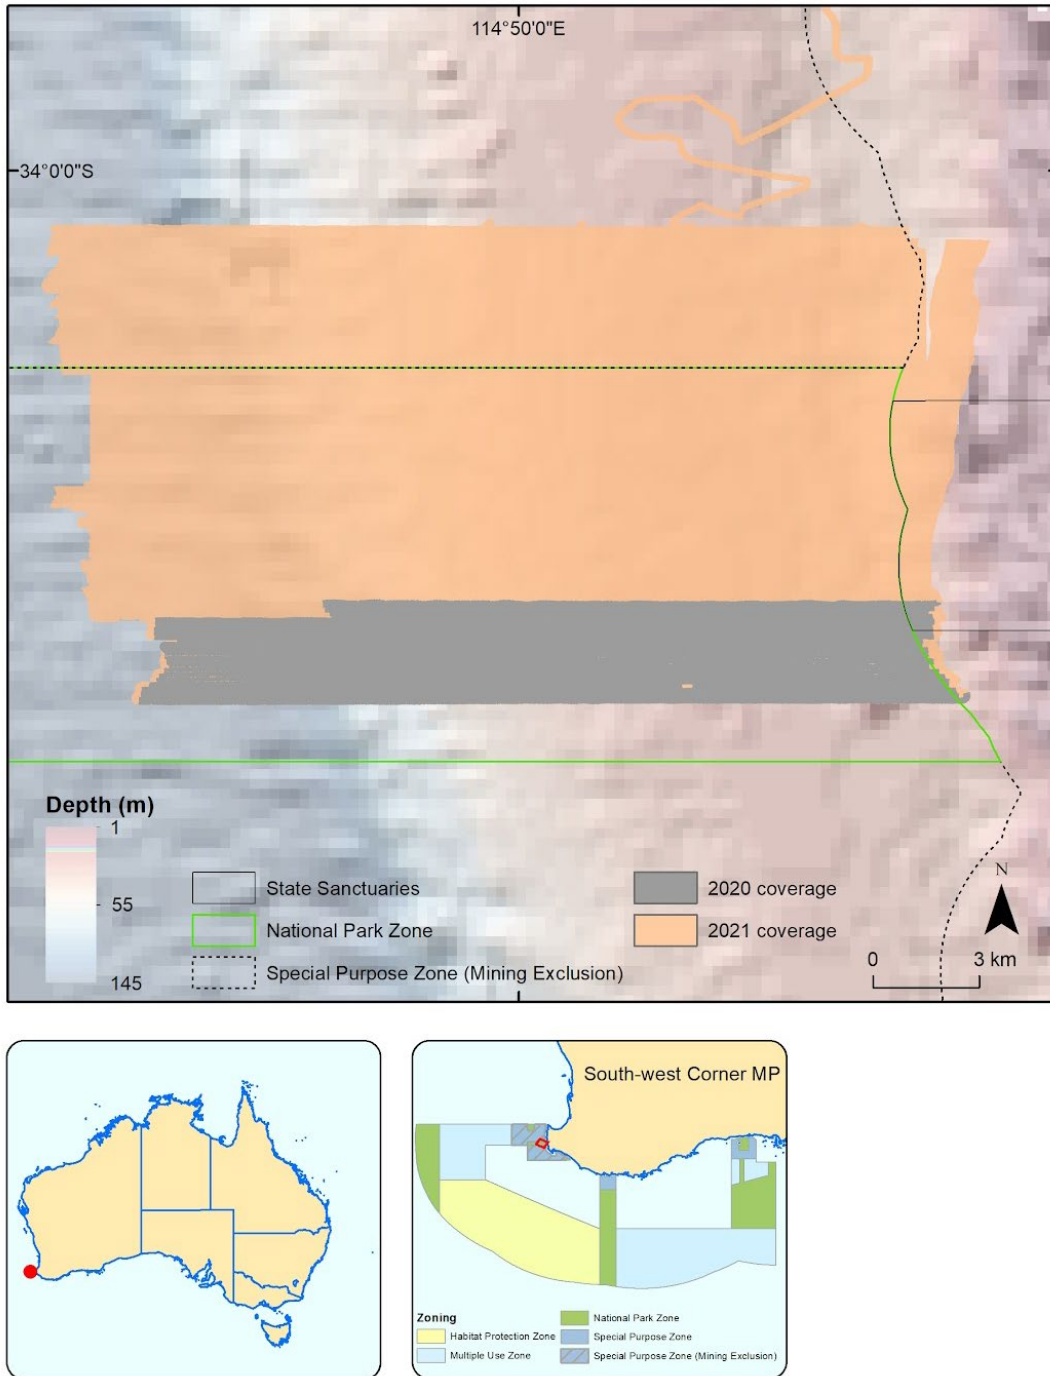 114°50'0"E
34°0'0"S
Depth (m)
1
55
145
State Sanctuaries
National Park Zone
Special Purpose Zone (Mining Exclusion)
2020 coverage
2021 coverage
N
0 3 km
South-west Corner MP
Zoning
Habitat Protection Zone
Multiple Use Zone
National Park Zone
Special Purpose Zone
Special Purpose Zone (Mining Exclusion)